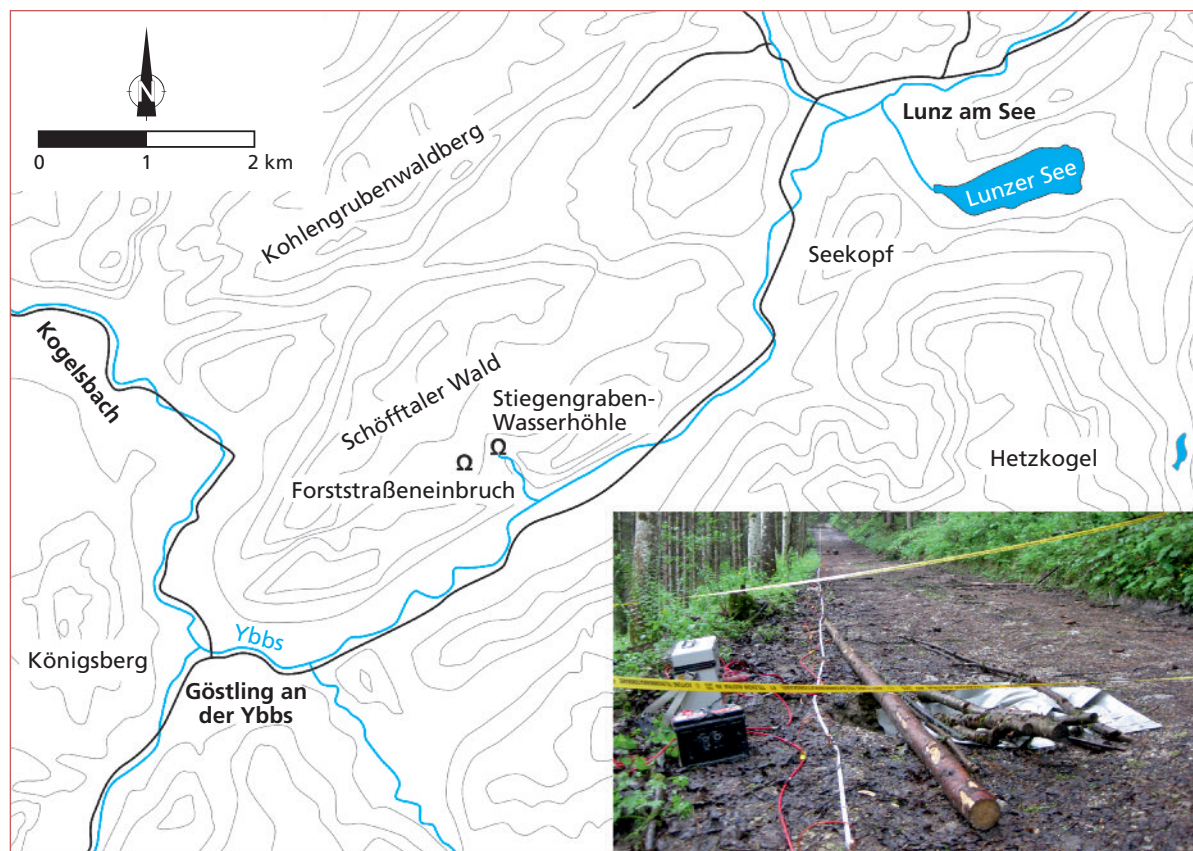 N
0 1 2 km
Kohlengrubenwaldberg
Lunz am See
Lunzer See
Seekopf
Kogelsbach
Schöfftaler Wald
Stiegengraben-
Wasserhöhle
Forststraßeneinbruch
Hetzkogel
Königsberg
Ybbs
Göstling an
der Ybbs